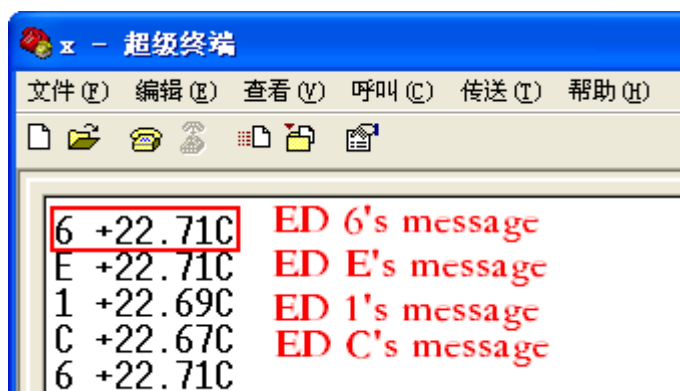 x - 超级终端
文件(F) 编辑(E) 查看(V) 呼叫(C) 传送(T) 帮助(H)
6 +22.71C ED 6's message
E +22.71C ED E's message
1 +22.69C ED 1's message
C +22.67C ED C's message
6 +22.71C